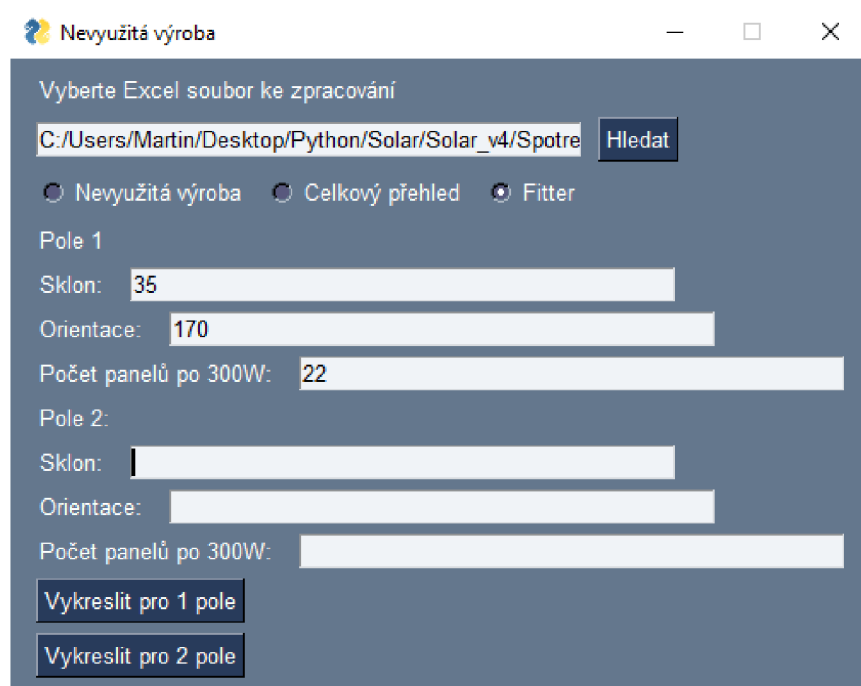 Nevyužitá výroba
Vyberte Excel soubor ke zpracování
C:/Users/Martin/Desktop/Python/Solar/Solar_v4/Spotre Hledat
Nevyužitá výroba Celkový přehled Fitter
Pole 1
Sklon: 35
Orientace: 170
Počet panelů po 300W: 22
Pole 2:
Sklon:
Orientace:
Počet panelů po 300W:
Vykreslit pro 1 pole
Vykreslit pro 2 pole